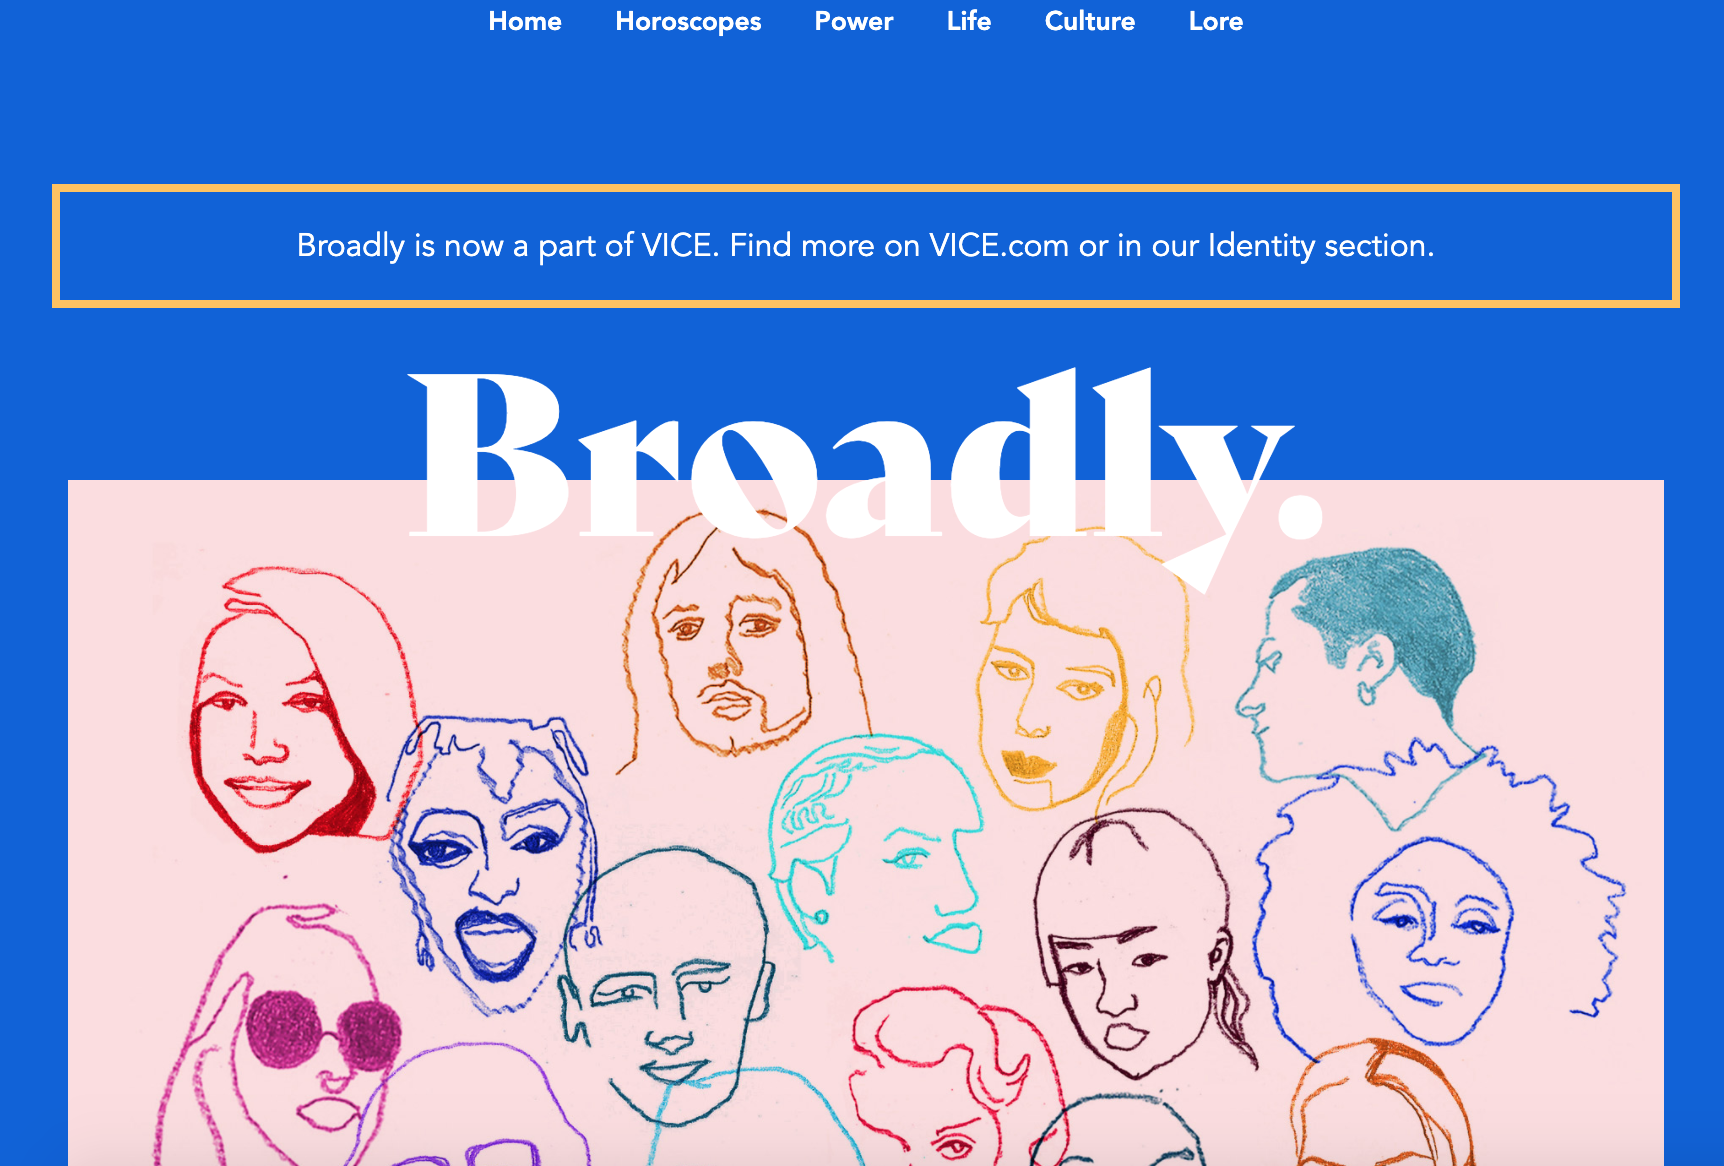 Home Horoscopes Power Life Culture Lore
Broadly is now a part of VICE. Find more on VICE.com or in our Identity section.
Broadly.